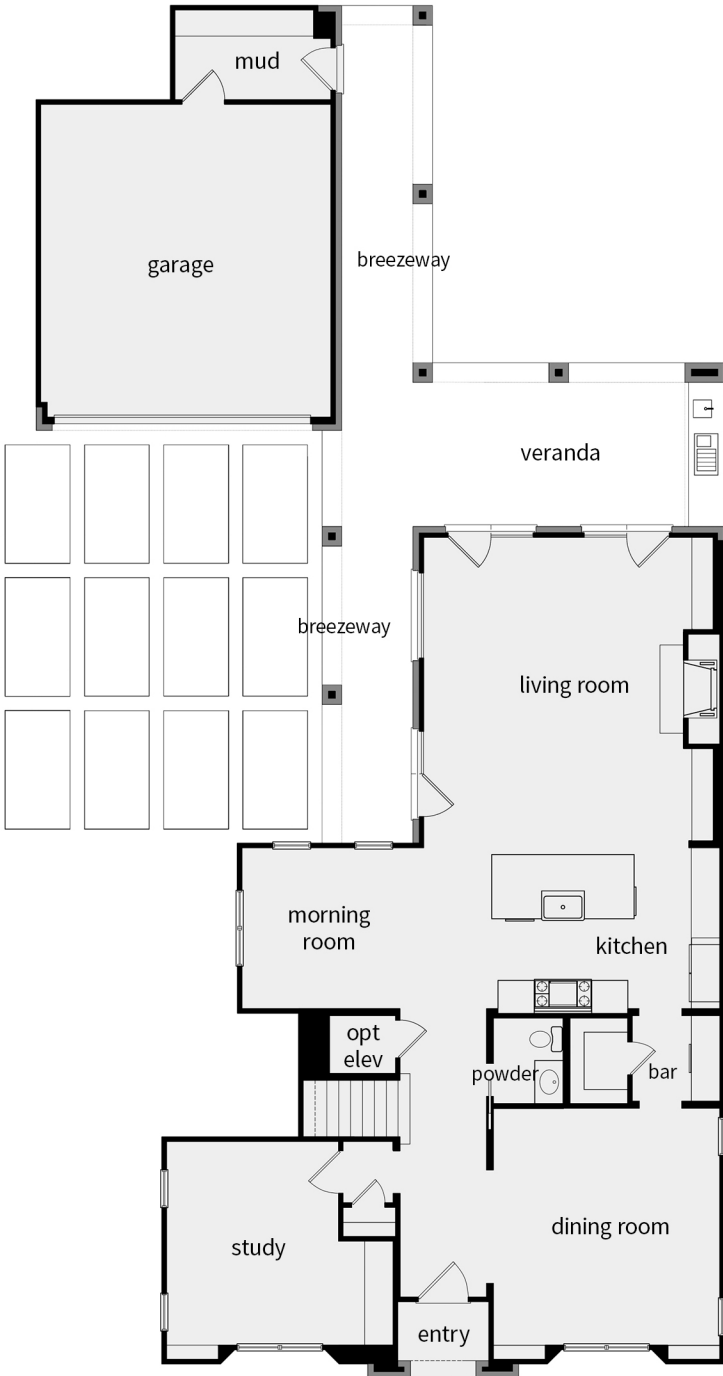 mud
garage
breezeway
veranda
breezeway
living room
morning
room
kitchen
opt
elev
powder
bar
study
dining room
entry